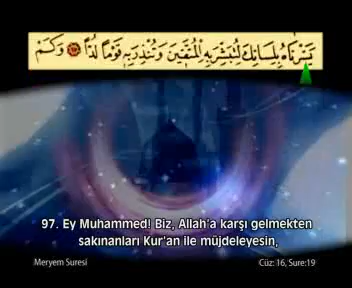 يَسَّرْنَاهُ بِلِسَانِكَ لِتُبَشِّرَ بِهِ الْمُتَّقِينَ وَتُنْذِرَ بِهِ قَوْمًا لُدًّا ﴿٩٧﴾ وَكَمْ
97. Ey Muhammed! Biz, Allah'a karşı gelmekten
sakınanları Kur'an ile müjdeleyesin,
Meryem Suresi
Cüz: 16, Sure:19